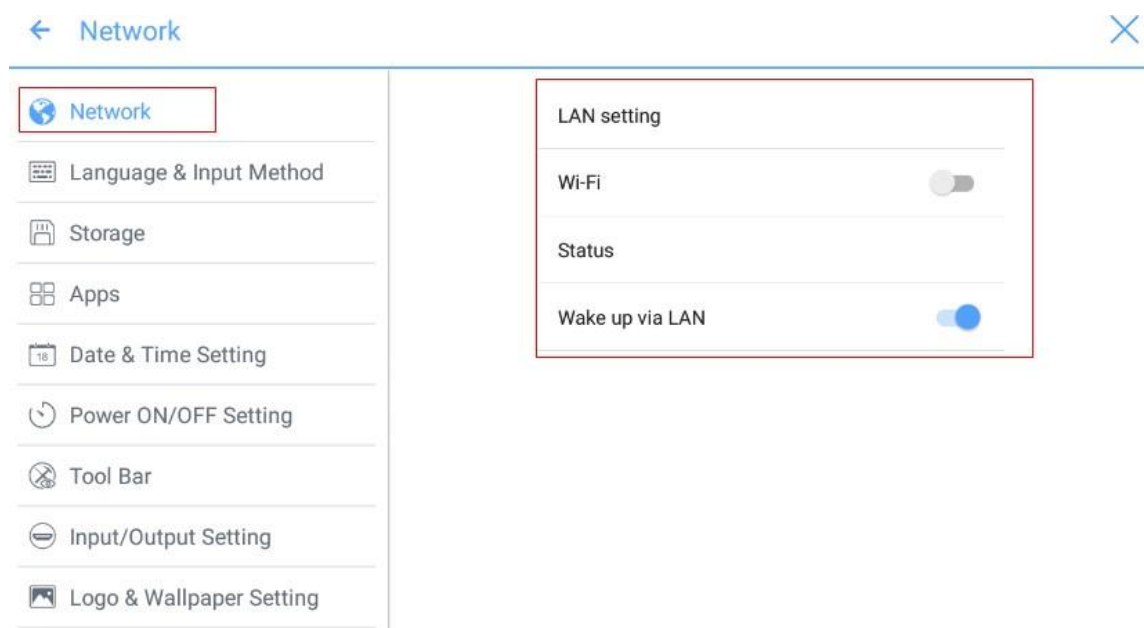 Network
Network
Language & Input Method
Storage
Apps
18
Date & Time Setting
Power ON/OFF Setting
Tool Bar
Input/Output Setting
Logo & Wallpaper Setting
LAN setting
Wi-Fi
Status
Wake up via LAN